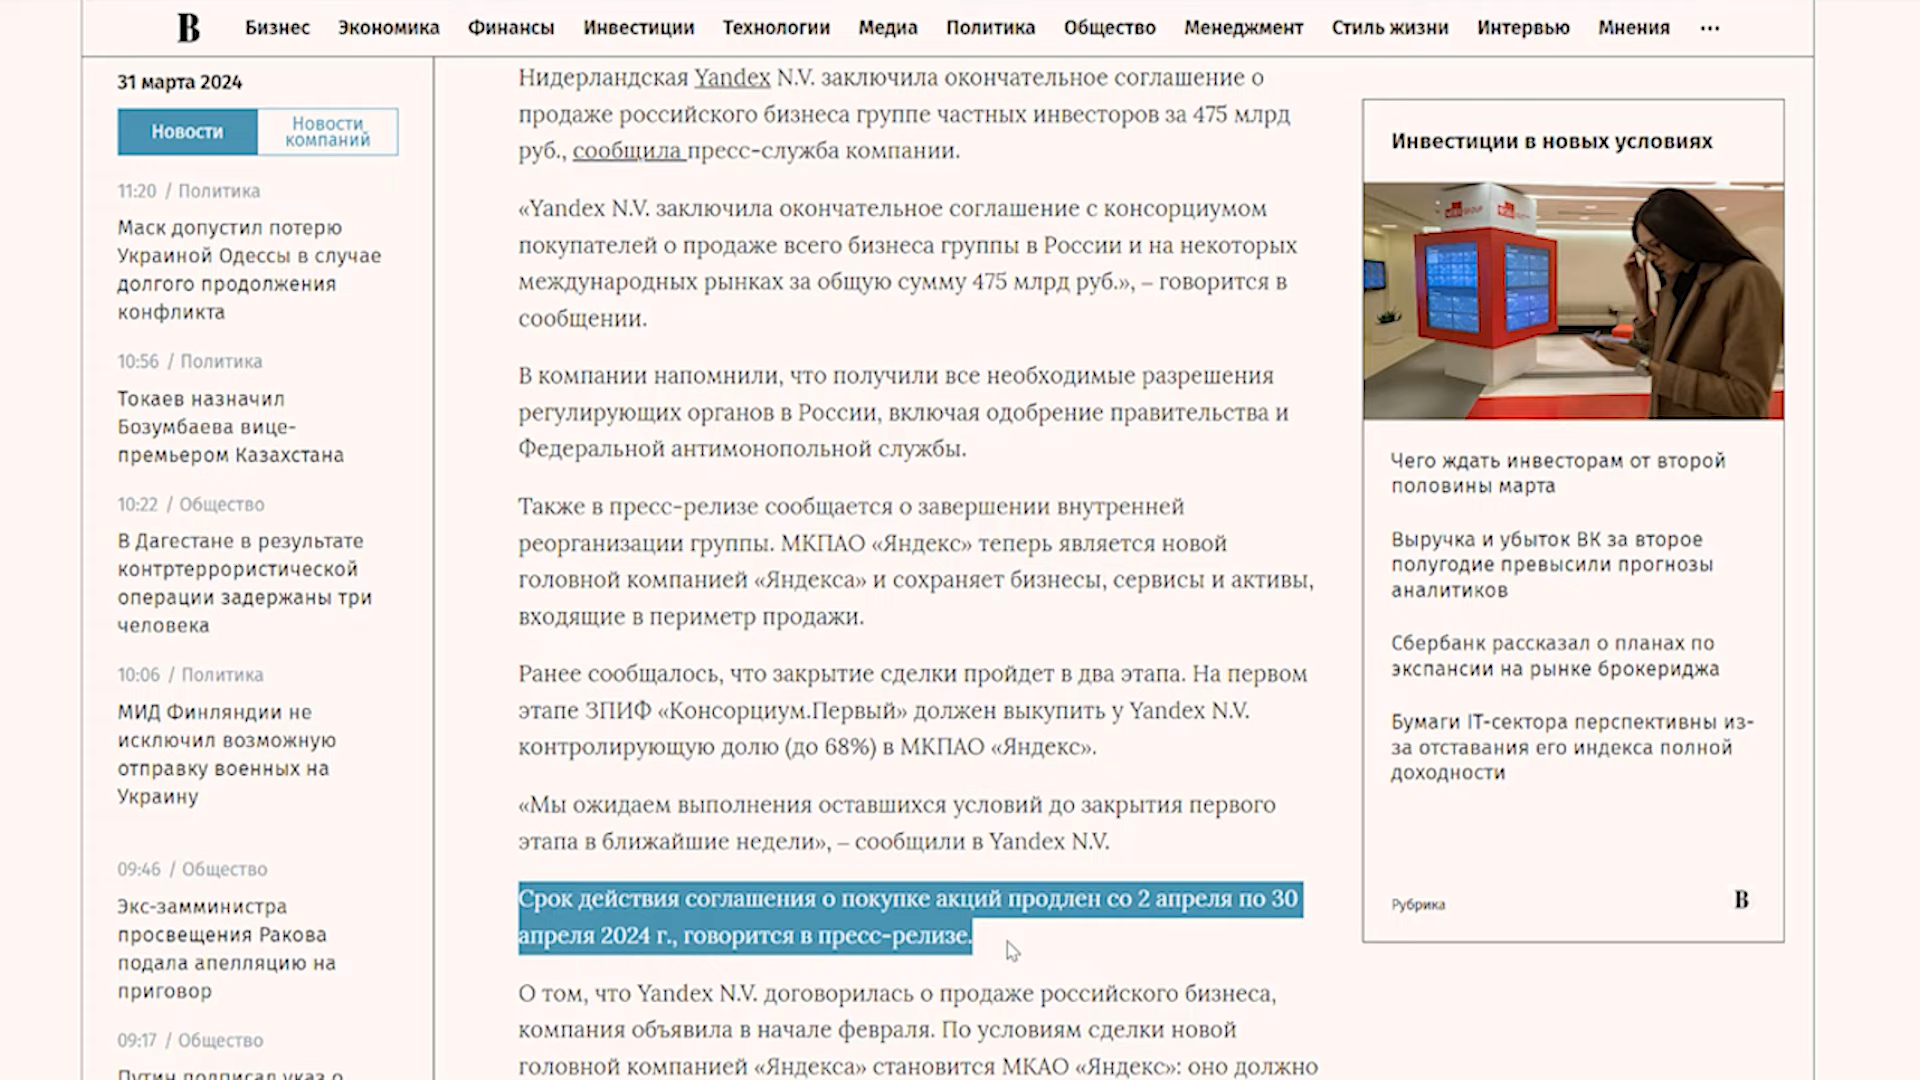 В
Бизнес Экономика Финансы Инвестиции Технологии Медиа Политика Общество Менеджмент Стиль жизни Интервью Мнения ···
31 марта 2024
Новости
Новости
компаний
11:20 / Политика
Маск допустил потерю
Украиной Одессы в случае
долгого продолжения
конфликта
10:56 / Политика
Токаев назначил
Бозумбаева вице-
премьером Казахстана
10:22 / Общество
В Дагестане в результате
контртеррористической
операции задержаны три
человека
10:06 / Политика
МИД Финляндии не
исключил возможную
отправку военных на
Украину
09:46 / Общество
Экс-замминистра
просвещения Ракова
подала апелляцию на
приговор
09:17 / Общество
Путин подписал указ о
Нидерландская Yandex N.V. заключила окончательное соглашение о
продаже российского бизнеса группе частных инвесторов за 475 млрд
руб., сообщила пресс-служба компании.
«Yandex N.V. заключила окончательное соглашение с консорциумом
покупателей о продаже всего бизнеса группы в России и на некоторых
международных рынках за общую сумму 475 млрд руб.», – говорится в
сообщении.
В компании напомнили, что получили все необходимые разрешения
регулирующих органов в России, включая одобрение правительства и
Федеральной антимонопольной службы.
Также в пресс-релизе сообщается о завершении внутренней
реорганизации группы. МКПАО «Яндекс» теперь является новой
головной компанией «Яндекса» и сохраняет бизнесы, сервисы и активы,
входящие в периметр продажи.
Ранее сообщалось, что закрытие сделки пройдет в два этапа. На первом
этапе ЗПИФ «Консорциум.Первый» должен выкупить у Yandex N.V.
контролирующую долю (до 68%) в МКПАО «Яндекс».
«Мы ожидаем выполнения оставшихся условий до закрытия первого
этапа в ближайшие недели», – сообщили в Yandex N.V.
Срок действия соглашения о покупке акций продлен со 2 апреля по 30
апреля 2024 г., говорится в пресс-релизе.
О том, что Yandex N.V. договорилась о продаже российского бизнеса,
компания объявила в начале февраля. По условиям сделки новой
головной компанией «Яндекса» становится МКАО «Яндекс»: оно должно
Инвестиции в новых условиях
Чего ждать инвесторам от второй
половины марта
Выручка и убыток ВК за второе
полугодие превысили прогнозы
аналитиков
Сбербанк рассказал о планах по
экспансии на рынке брокериджа
Бумаги IT-сектора перспективны из-
за отставания его индекса полной
доходности
Рубрика
В